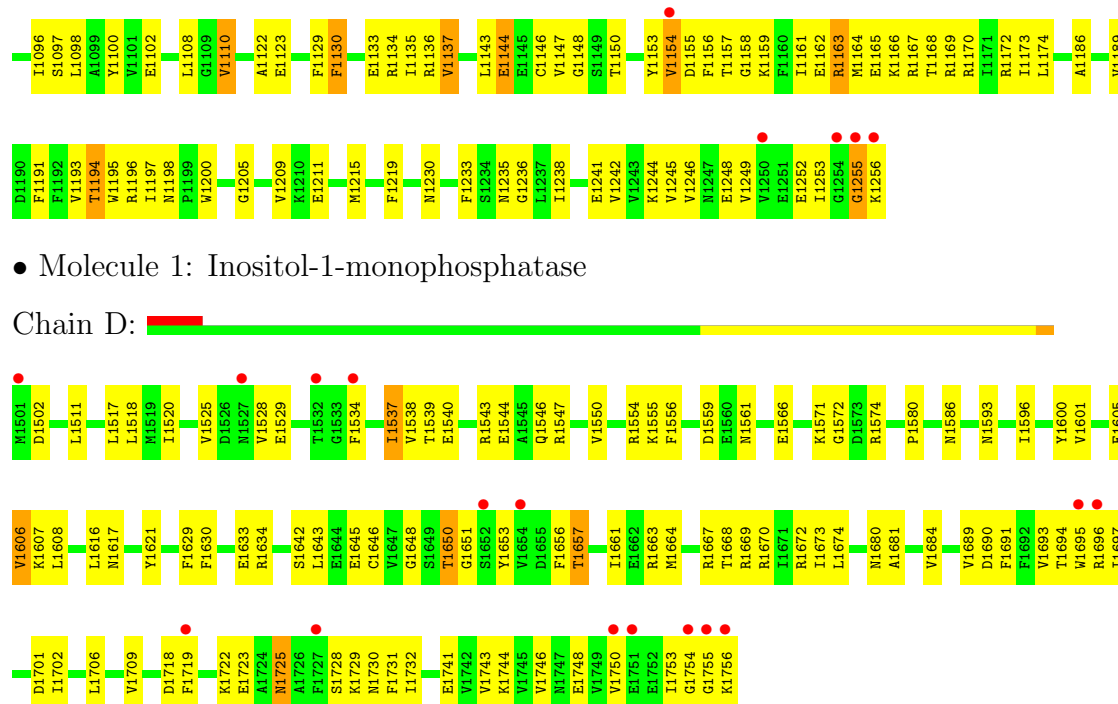 I1096 S1097 L1098 A1099 Y1100 V1101 E1102 L1108 G1109 V1110 A1122 E1123 F1129 F1130 E1133 R1134 I1135 R1136 V1137 L1143 E1144 E1145 C1146 V1147 G1148 S1149 T1150 Y1153 V1154 D1155 F1156 T1157 G1158 K1159 F1160 I1161 E1162 R1163 M1164 E1165 K1166 R1167 T1168 R1169 R1170 I1171 R1172 I1173 L1174 A1186 V1189
D1190 F1191 F1192 V1193 T1194 W1195 R1196 I1197 N1198 P1199 W1200 G1205 V1209 K1210 E1211 M1215 F1219 N1230 F1233 S1234 N1235 G1236 L1237 I1238 E1241 V1242 V1243 K1244 V1245 V1246 N1247 E1248 V1249 V1250 E1251 E1252 I1253 G1254 G1255 K1256
• Molecule 1: Inositol-1-monophosphatase
Chain D:
M1501 D1502 L1511 L1517 L1518 M1519 I1520 V1525 D1526 N1527 V1528 E1529 T1532 G1533 F1534 I1537 V1538 T1539 E1540 R1543 E1544 A1545 Q1546 R1547 V1550 R1554 K1555 F1556 D1559 E1560 N1561 E1566 K1571 G1572 D1573 R1574 P1580 N1586 N1593 I1596 Y1600 V1601
V1606 K1607 L1608 L1616 N1617 Y1621 F1629 F1630 E1633 R1634 S1642 L1643 E1644 E1645 C1646 V1647 G1648 S1649 T1650 G1651 S1652 Y1653 V1654 D1655 F1656 T1657 I1661 E1662 R1663 M1664 R1667 T1668 R1669 R1670 I1671 R1672 I1673 L1674 N1680 A1681 V1684 V1689 D1690 F1691 F1692 V1693 T1694 W1695 R1696 I1697
D1701 I1702 L1706 V1709 D1718 F1719 K1722 E1723 A1724 N1725 A1726 F1727 S1728 K1729 N1730 F1731 I1732 E1741 V1742 V1743 K1744 V1745 V1746 N1747 E1748 V1749 V1750 E1751 E1752 I1753 G1754 G1755 K1756